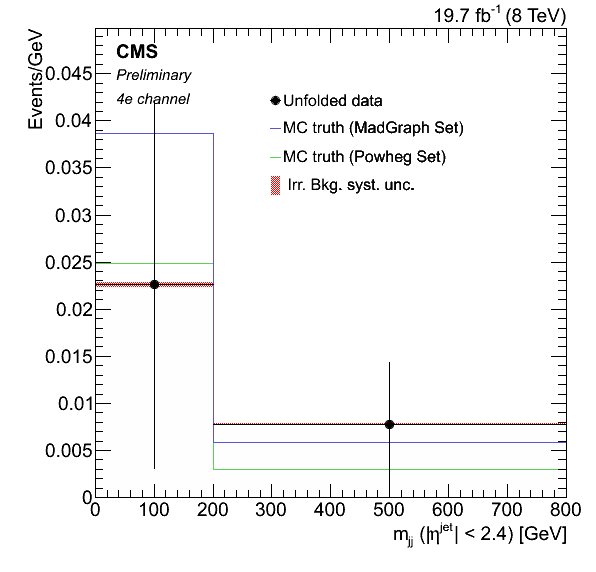 19.7 fb⁻¹ (8 TeV)
Events/GeV
CMS
Preliminary
4e channel
Unfolded data
MC truth (MadGraph Set)
MC truth (Powheg Set)
Irr. Bkg. syst. unc.
0.045
0.04
0.035
0.03
0.025
0.02
0.015
0.01
0.005
0
0 100 200 300 400 500 600 700 800
m_jj (|η^jet| < 2.4) [GeV]